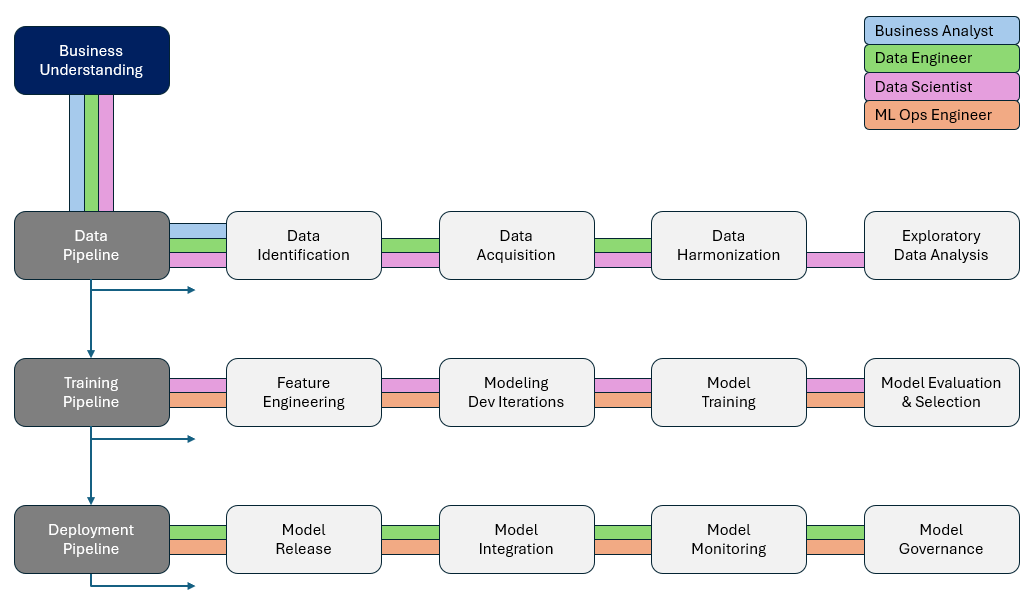 Business
Understanding
Business Analyst
Data Engineer
Data Scientist
ML Ops Engineer
Data
Pipeline
Data
Identification
Data
Acquisition
Data
Harmonization
Exploratory
Data Analysis
Training
Pipeline
Feature
Engineering
Modeling
Dev Iterations
Model
Training
Model Evaluation
& Selection
Deployment
Pipeline
Model
Release
Model
Integration
Model
Monitoring
Model
Governance